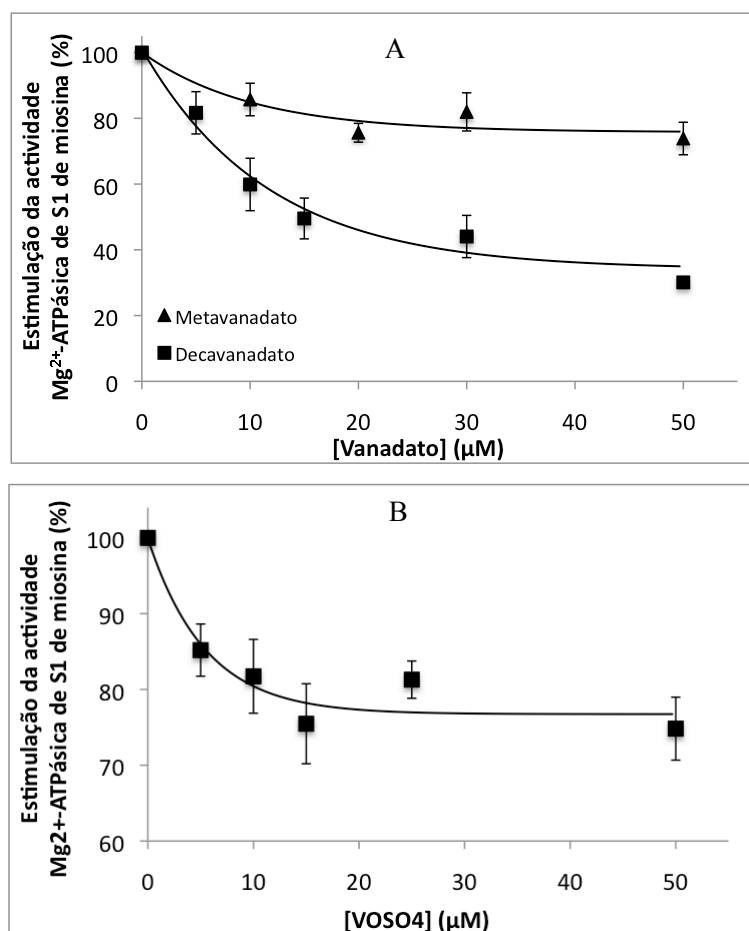 A
Estimulação da actividade
Mg²⁺-ATPásica de S1 de miosina (%)
100
80
60
40
20
0
Metavanadato
Decavanadato
0 10 20 30 40 50
[Vanadato] (μM)
B
Estimulação da actividade
Mg2+-ATPásica de S1 de miosina (%)
100
90
80
70
60
0 10 20 30 40 50
[VOSO4] (μM)